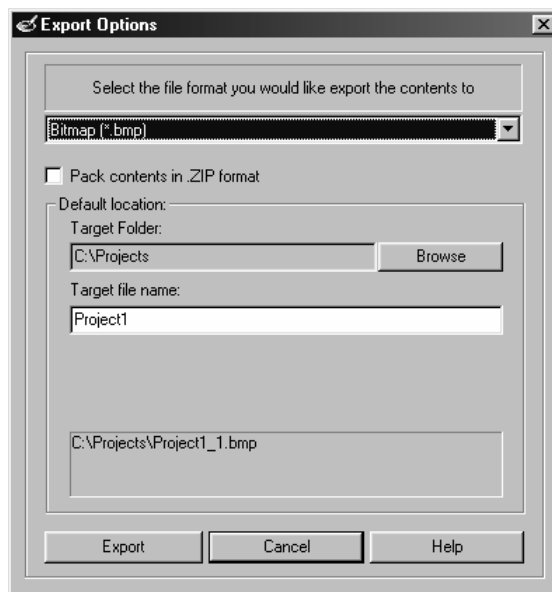 Export Options
Select the file format you would like export the contents to
Bitmap (*.bmp)
Pack contents in .ZIP format
Default location:
Target Folder:
C:\Projects
Browse
Target file name:
Project1
C:\Projects\Project1_1.bmp
Export
Cancel
Help